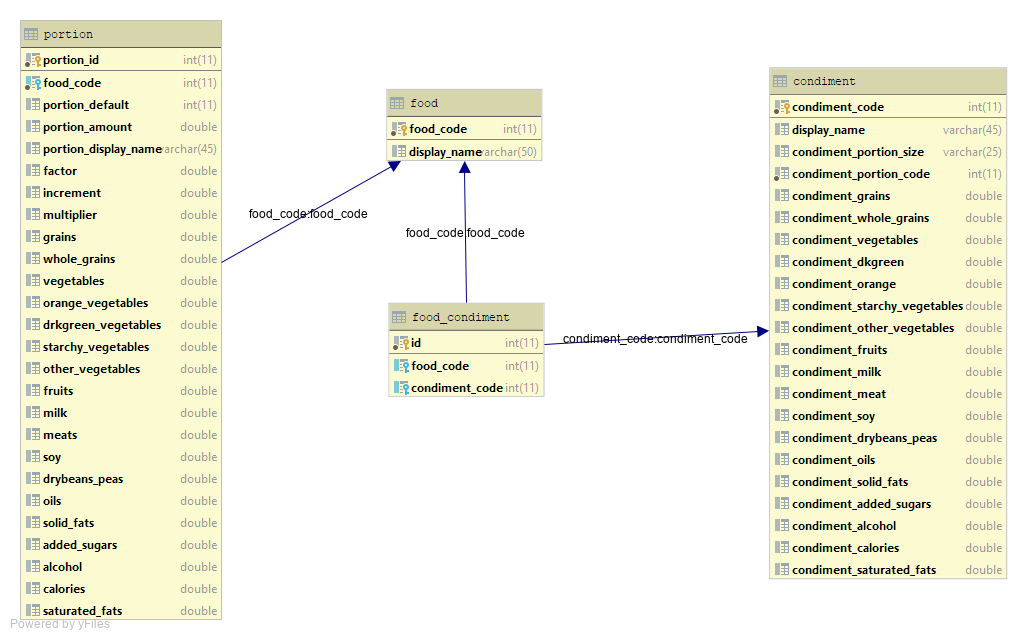 portion
portion_id int(11)
food_code int(11)
portion_default int(11)
portion_amount double
portion_display_name varchar(45)
factor double
increment double
multiplier double
grains double
whole_grains double
vegetables double
orange_vegetables double
drkgreen_vegetables double
starchy_vegetables double
other_vegetables double
fruits double
milk double
meats double
soy double
drybeans_peas double
oils double
solid_fats double
added_sugars double
alcohol double
calories double
saturated_fats double
food_code:food_code
food
food_code int(11)
display_name varchar(50)
food_code:food_code
food_condiment
id int(11)
food_code int(11)
condiment_code int(11)
condiment_code:condiment_code
condiment
condiment_code int(11)
display_name varchar(45)
condiment_portion_size varchar(25)
condiment_portion_code int(11)
condiment_grains double
condiment_whole_grains double
condiment_vegetables double
condiment_dkgreen double
condiment_orange double
condiment_starchy_vegetables double
condiment_other_vegetables double
condiment_fruits double
condiment_milk double
condiment_meat double
condiment_soy double
condiment_drybeans_peas double
condiment_oils double
condiment_solid_fats double
condiment_added_sugars double
condiment_alcohol double
condiment_calories double
condiment_saturated_fats double
Powered by yFiles